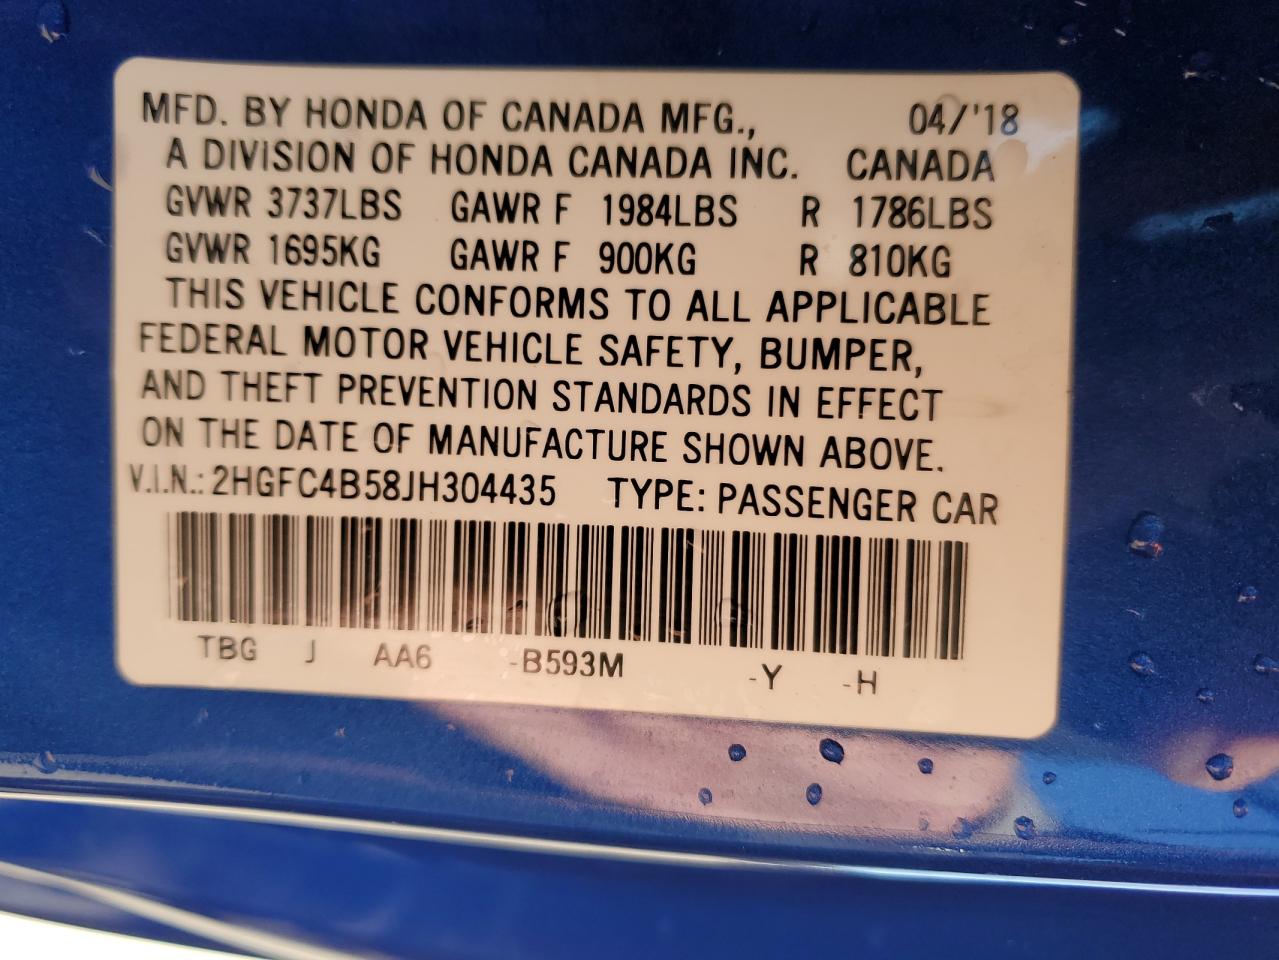 MFD. BY HONDA OF CANADA MFG., 04/'18
A DIVISION OF HONDA CANADA INC. CANADA
GVWR 3737LBS GAWR F 1984LBS R 1786LBS
GVWR 1695KG GAWR F 900KG R 810KG
THIS VEHICLE CONFORMS TO ALL APPLICABLE
FEDERAL MOTOR VEHICLE SAFETY, BUMPER,
AND THEFT PREVENTION STANDARDS IN EFFECT
ON THE DATE OF MANUFACTURE SHOWN ABOVE.
V.I.N.: 2HGFC4B58JH304435 TYPE: PASSENGER CAR
TBG J AA6 -B593M -Y -H